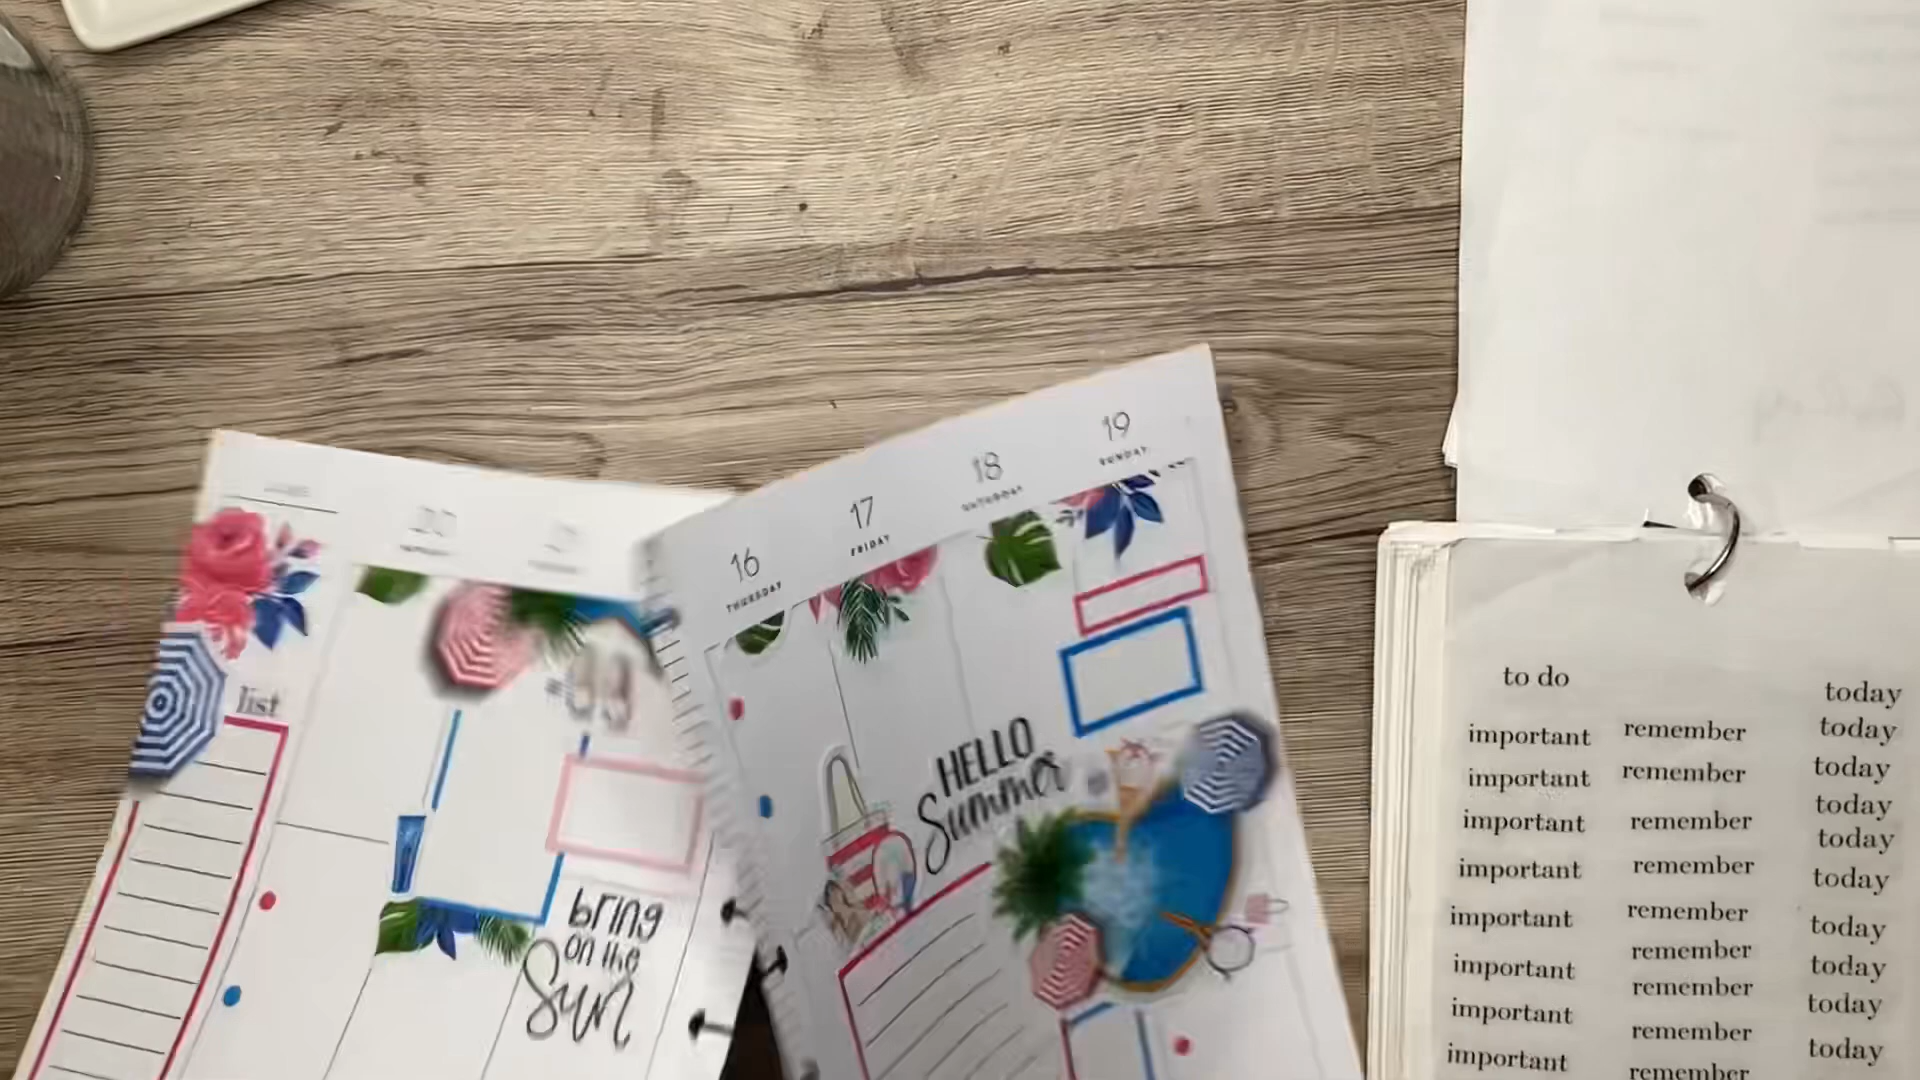 list
bring
on the
Sun
16
THURSDAY
17
FRIDAY
18
SATURDAY
19
SUNDAY
HELLO
Summer
to do
important
important
important
important
important
important
important
important
remember
remember
remember
remember
remember
remember
remember
remember
remember
today
today
today
today
today
today
today
today
today
today